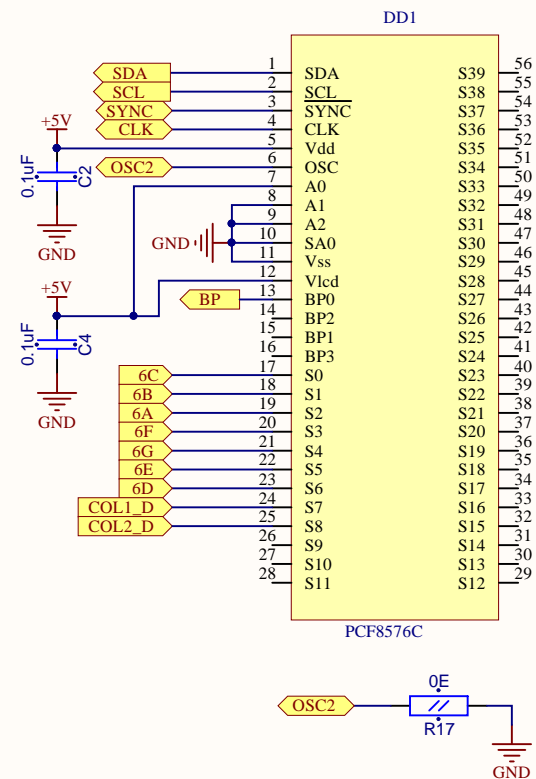 DD1
SDA 1 SDA S39 56
SCL 2 SCL S38 55
SYNC 3 SYNC S37 54
CLK 4 CLK S36 53
+5V 5 Vdd S35 52
OSC2 6 OSC S34 51
7 A0 S33 50
0.1uF C2
8 A1 S32 49
9 A2 S31 48
GND 10 SA0 S30 47
GND 11 Vss S29 46
12 Vlcd S28 45
+5V
BP 13 BP0 S27 44
14 BP2 S26 43
15 BP1 S25 42
0.1uF C4
16 BP3 S24 41
6C 17 S0 S23 40
6B 18 S1 S22 39
6A 19 S2 S21 38
GND
6F 20 S3 S20 37
6G 21 S4 S19 36
6E 22 S5 S18 35
6D 23 S6 S17 34
COL1_D 24 S7 S16 33
COL2_D 25 S8 S15 32
26 S9 S14 31
27 S10 S13 30
28 S11 S12 29
PCF8576C
0E
OSC2
R17
GND